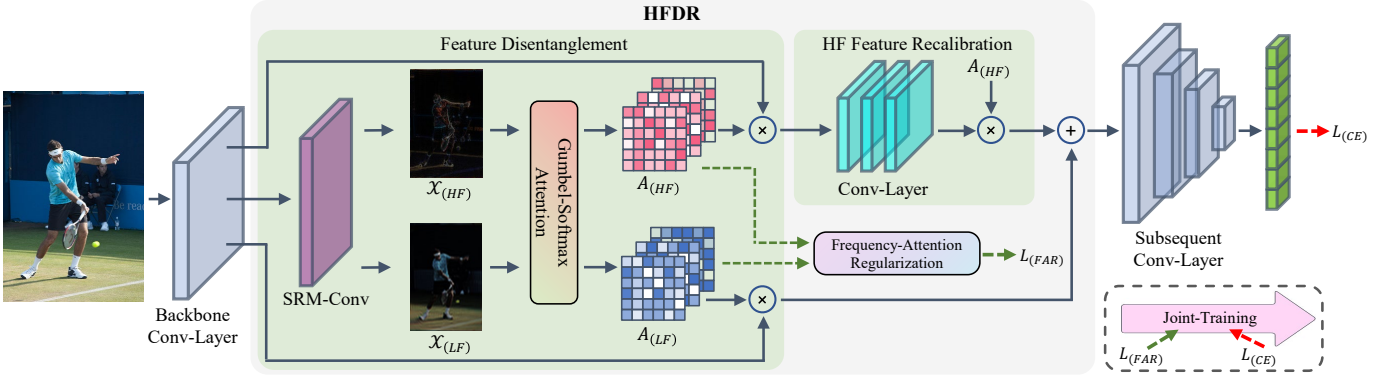 HFDR
Feature Disentanglement
HF Feature Recalibration
A(HF)
X(HF)
Gumbel-Softmax
Attention
A(HF)
Conv-Layer
L(CE)
Backbone
Conv-Layer
SRM-Conv
X(LF)
A(LF)
Frequency-Attention
Regularization
L(FAR)
Subsequent
Conv-Layer
Joint-Training
L(FAR)
L(CE)